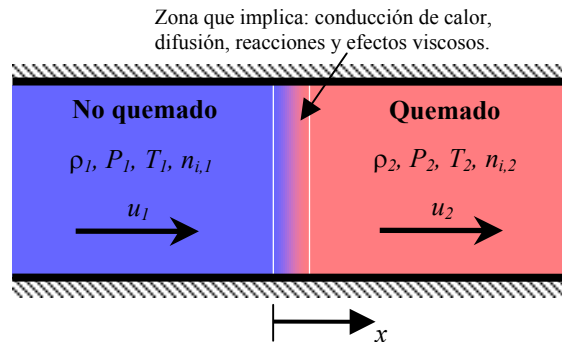 Zona que implica: conducción de calor,
difusión, reacciones y efectos viscosos.
No quemado
Quemado
ρ1, P1, T1, ni,1
ρ2, P2, T2, ni,2
u1
u2
x